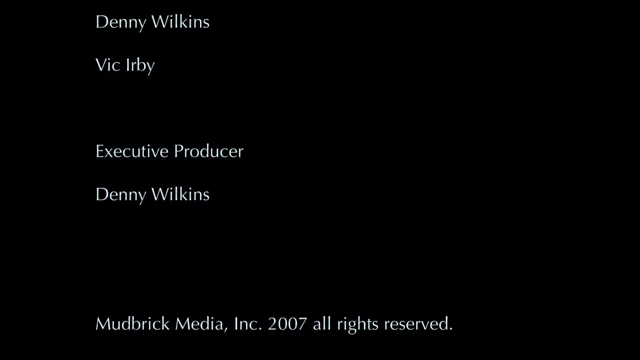 Denny Wilkins
Vic Irby
Executive Producer
Denny Wilkins
Mudbrick Media, Inc. 2007 all rights reserved.